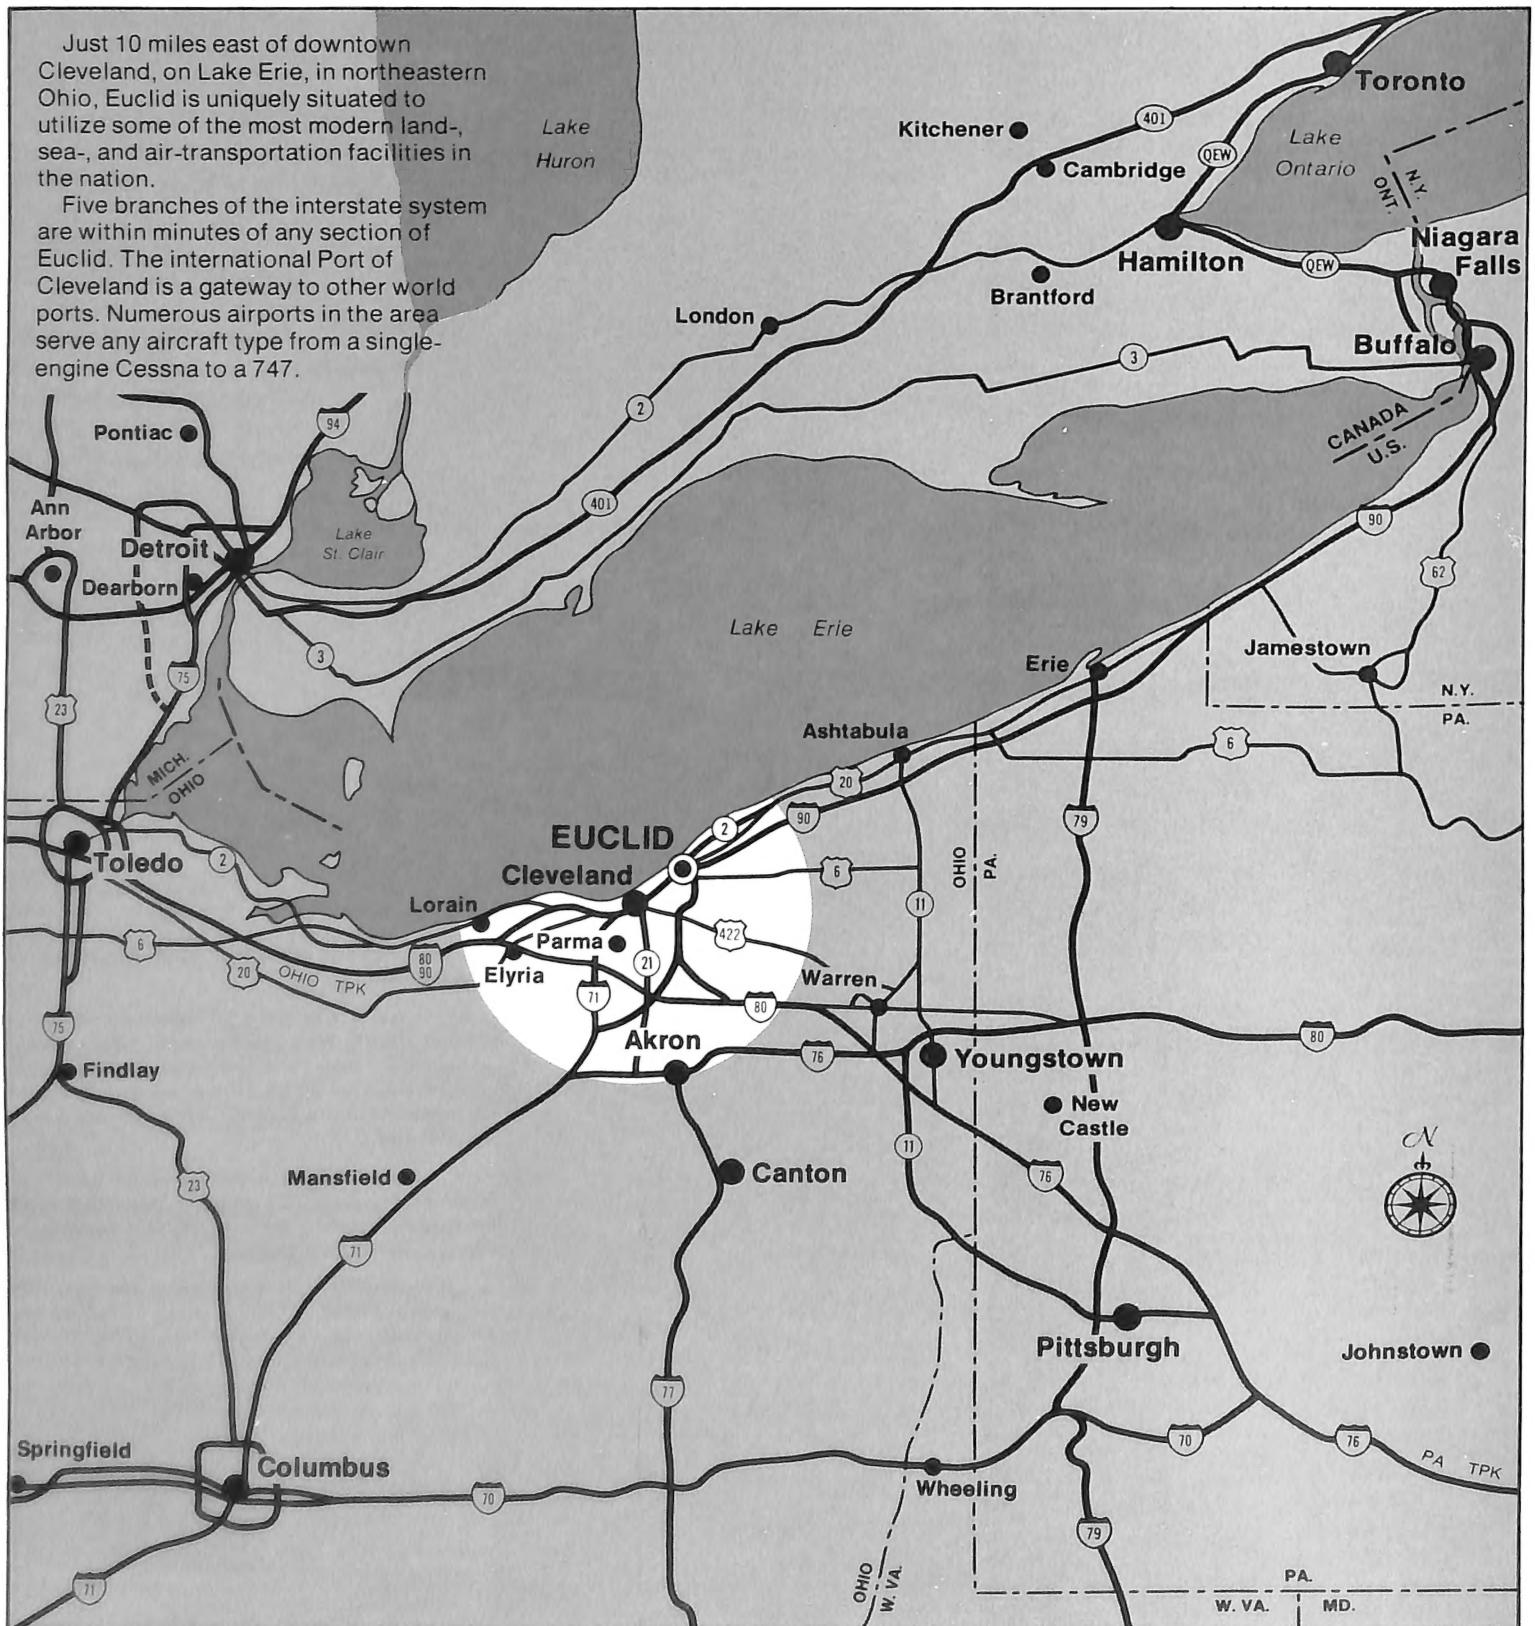 Just 10 miles east of downtown
Cleveland, on Lake Erie, in northeastern
Ohio, Euclid is uniquely situated to
utilize some of the most modern land-,
sea-, and air-transportation facilities in
the nation.
Five branches of the interstate system
are within minutes of any section of
Euclid. The international Port of
Cleveland is a gateway to other world
ports. Numerous airports in the area
serve any aircraft type from a single-
engine Cessna to a 747.
Lake
Huron
Toronto
Kitchener
401
Cambridge
QEW
Lake
Ontario
N.Y.
ONT.
Niagara
Falls
Hamilton
QEW
Brantford
London
Buffalo
3
2
CANADA
U.S.
Pontiac
94
401
Ann
Arbor
Detroit
Lake
St. Clair
Dearborn
90
62
Lake Erie
3
75
Erie
Jamestown
23
N.Y.
PA.
Ashtabula
6
MICH.
OHIO
20
90
79
2
EUCLID
Toledo
2
Cleveland
6
OHIO
PA.
11
Lorain
422
6
80
90
Parma
21
20
OHIO TPK
Elyria
Warren
71
80
75
Akron
76
Youngstown
80
Findlay
New
Castle
11
N
Mansfield
Canton
76
23
71
Pittsburgh
Johnstown
77
Springfield
Columbus
70
76
PA TPK
Wheeling
70
79
71
OHIO
W. VA.
PA.
W. VA.
MD.